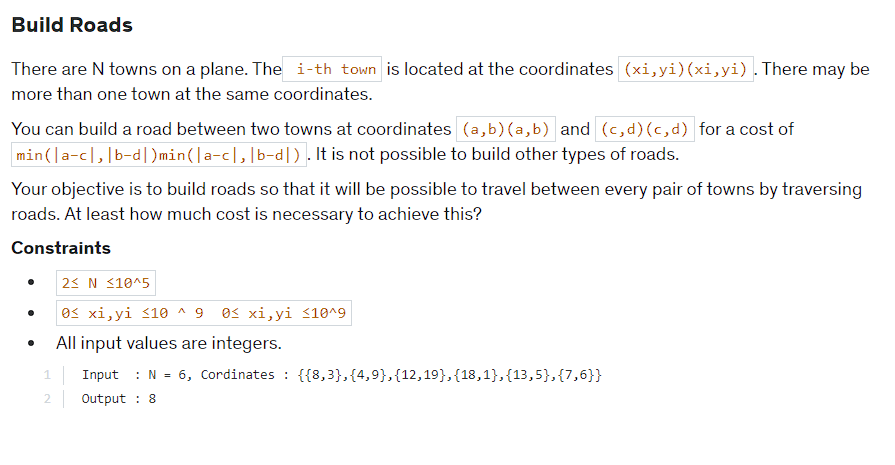 Build Roads
There are N towns on a plane. The i-th town is located at the coordinates (xi,yi)(xi,yi) . There may be
more than one town at the same coordinates.
You can build a road between two towns at coordinates (a,b)(a,b) and (c,d)(c,d) for a cost of
min(|a-c|,|b-d|)min(|a-c|,|b-d|) . It is not possible to build other types of roads.
Your objective is to build roads so that it will be possible to travel between every pair of towns by traversing
roads. At least how much cost is necessary to achieve this?
Constraints
• 2≤ N ≤10^5
• 0≤ xi,yi ≤10 ^ 9 0≤ xi,yi ≤10^9
• All input values are integers.
1 Input : N = 6, Cordinates : {{8,3},{4,9},{12,19},{18,1},{13,5},{7,6}}
2 Output : 8